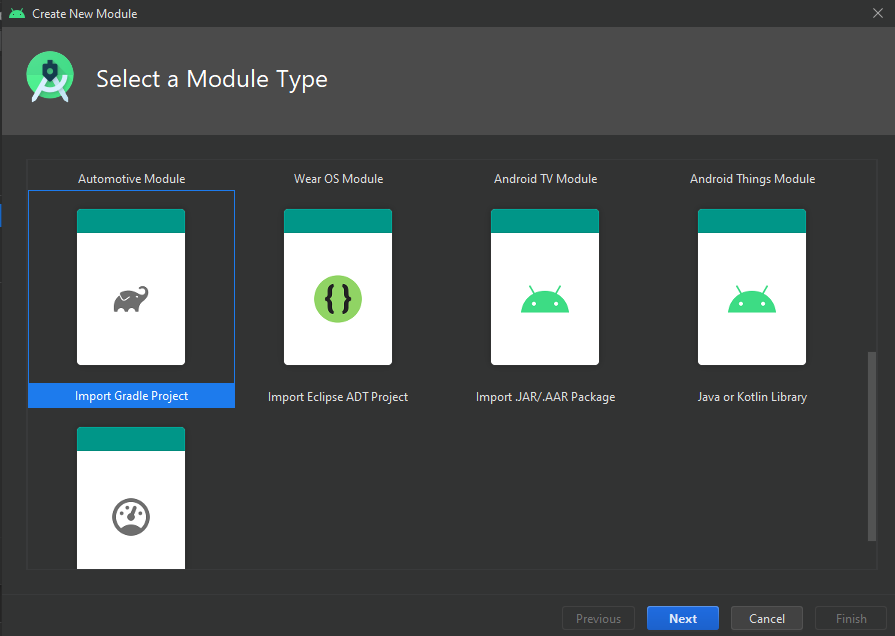 Create New Module
Select a Module Type
Automotive Module
Wear OS Module
Android TV Module
Android Things Module
Import Gradle Project
Import Eclipse ADT Project
Import .JAR/.AAR Package
Java or Kotlin Library
Previous
Next
Cancel
Finish